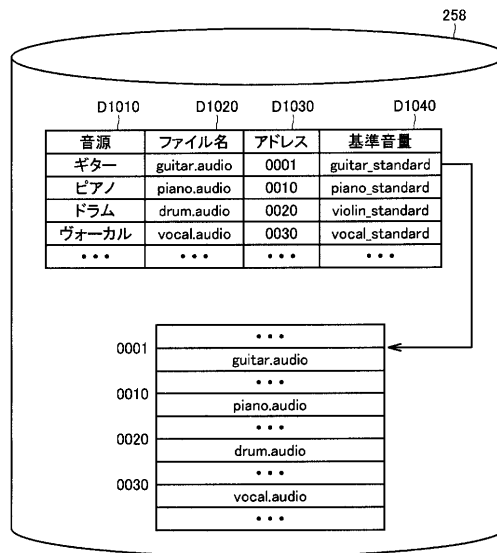 258
D1010 D1020 D1030 D1040
音源 ファイル名 アドレス 基準音量
ギター guitar.audio 0001 guitar_standard
ピアノ piano.audio 0010 piano_standard
ドラム drum.audio 0020 violin_standard
ヴォーカル vocal.audio 0030 vocal_standard
・・・ ・・・ ・・・ ・・・
・・・
0001
guitar.audio
・・・
0010
piano.audio
・・・
0020
drum.audio
・・・
0030
vocal.audio
・・・